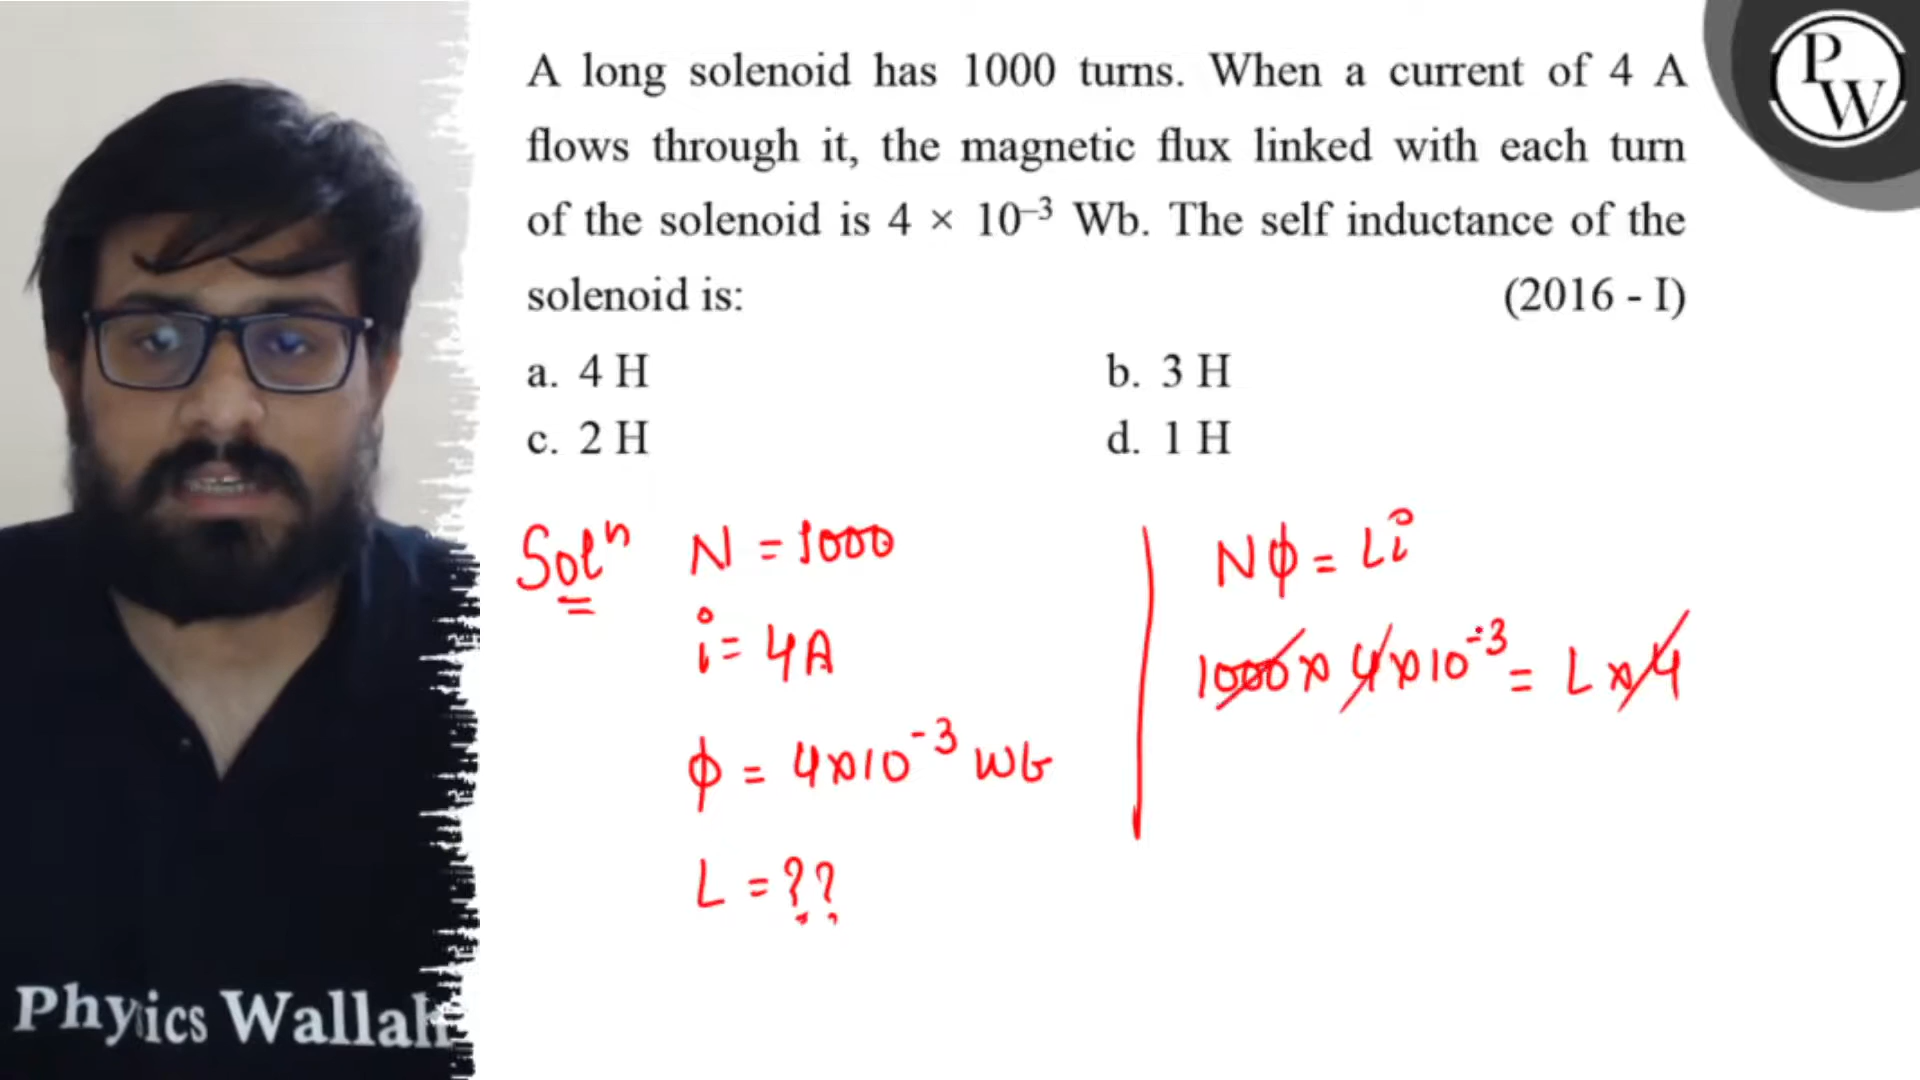 A long solenoid has 1000 turns. When a current of 4 A
flows through it, the magnetic flux linked with each turn
of the solenoid is 4 × 10⁻³ Wb. The self inductance of the
solenoid is: (2016 - I)
a. 4 H b. 3 H
c. 2 H d. 1 H
Solⁿ N = 1000
i = 4A
ϕ = 4×10⁻³ Wb
L = ??
Nϕ = Li
1000 × 4×10⁻³ = L × 4
PW
Physics Wallah